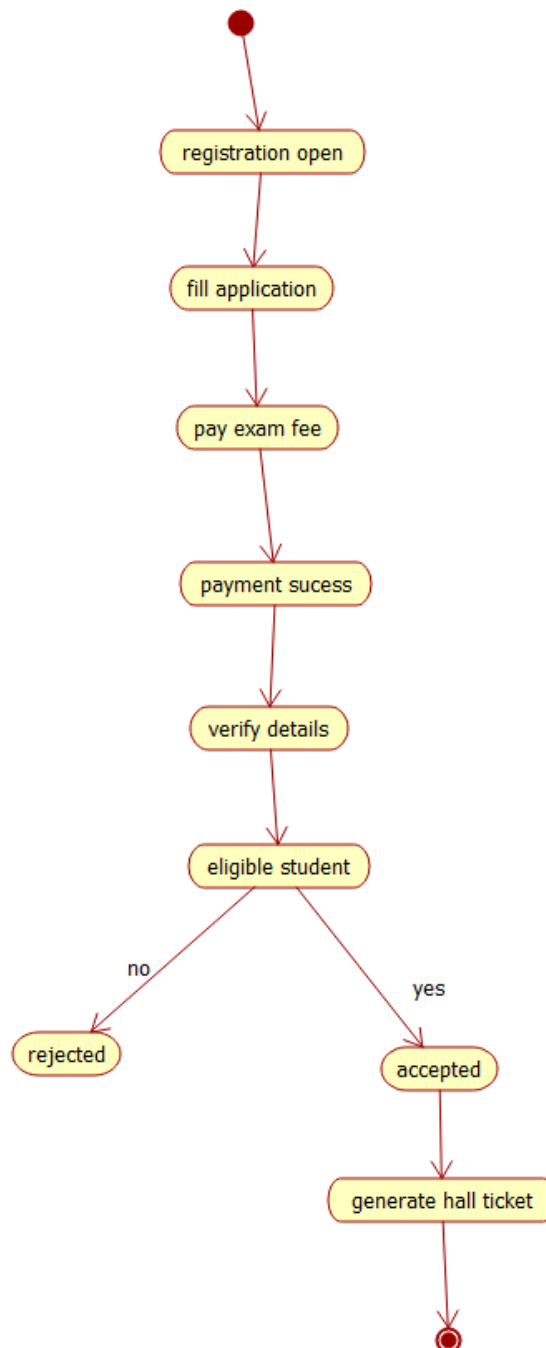 registration open
fill application
pay exam fee
payment sucess
verify details
eligible student
no
yes
rejected
accepted
generate hall ticket